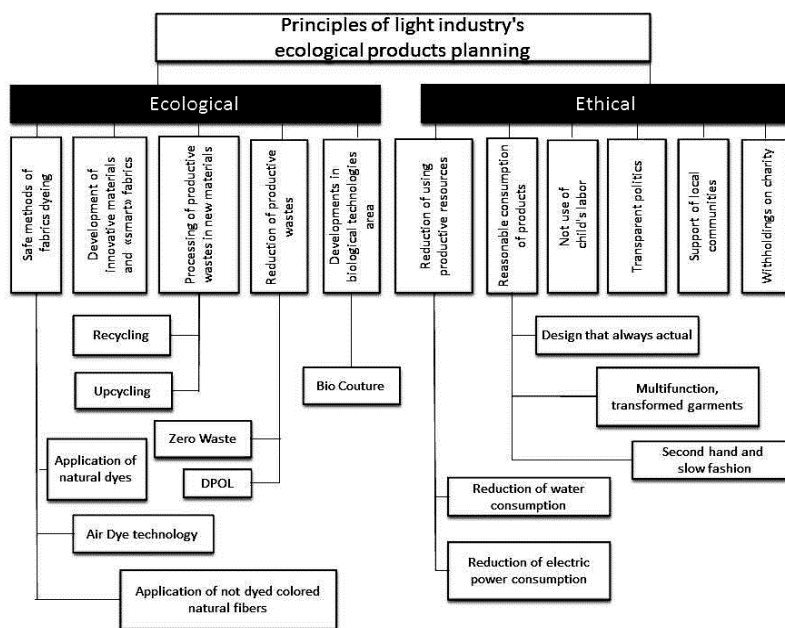 Principles of light industry's
ecological products planning
Ecological
Ethical
Safe methods of
fabrics dyeing
Development of
innovative materials
and «smart» fabrics
Processing of productive
wastes in new materials
Reduction of productive
wastes
Developments in
biological technologies
area
Reduction of using
productive resources
Reasonable consumption
of products
Not use of
child's labor
Transparent politics
Support of local
communities
Withholdings on charity
Recycling
Upcycling
Bio Couture
Design that always actual
Multifunction,
transformed garments
Zero Waste
Second hand and
slow fashion
Application of
natural dyes
DPOL
Reduction of water
consumption
Air Dye technology
Reduction of electric
power consumption
Application of not dyed colored
natural fibers